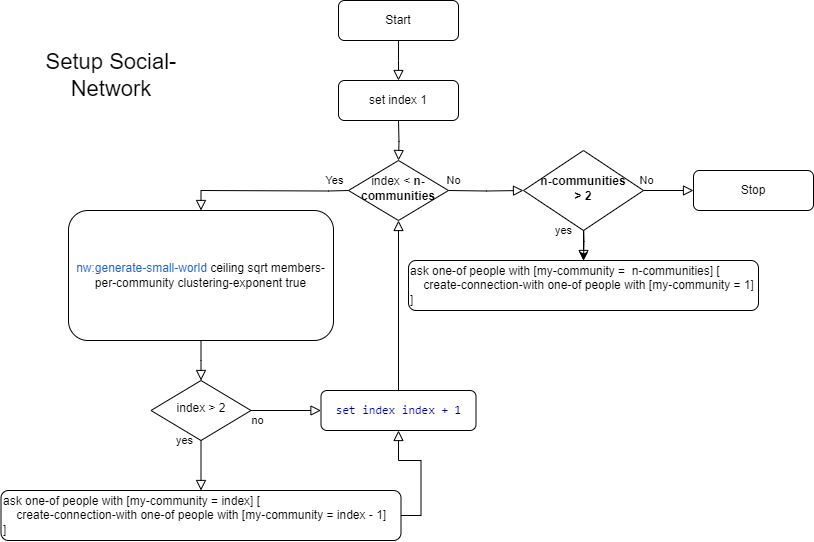 Start
Setup Social-
Network
set index 1
Yes
index < n-
communities
No
n-communities
> 2
No
Stop
yes
nw:generate-small-world ceiling sqrt members-
per-community clustering-exponent true
ask one-of people with [my-community =  n-communities] [
    create-connection-with one-of people with [my-community = 1]
]
index > 2
no
set index index + 1
yes
ask one-of people with [my-community = index] [
    create-connection-with one-of people with [my-community = index - 1]
]